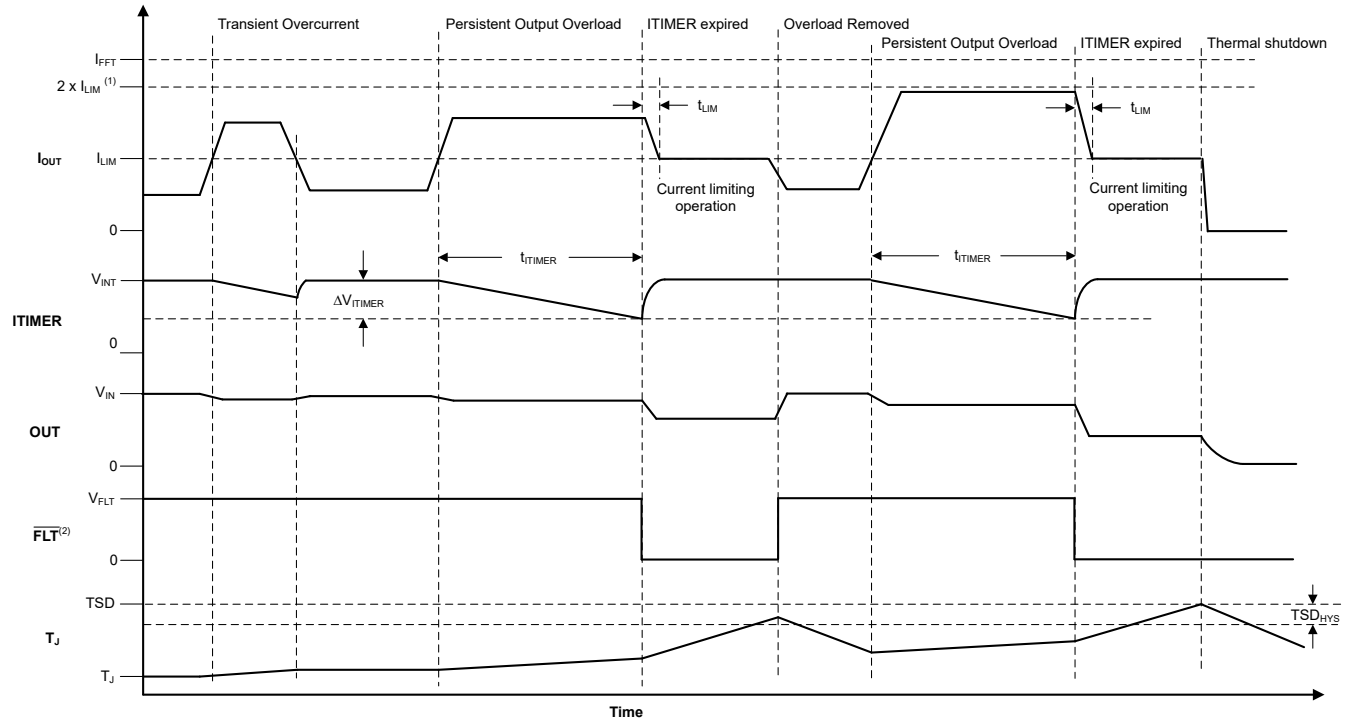 Transient Overcurrent
Persistent Output Overload
ITIMER expired
Overload Removed
Persistent Output Overload
ITIMER expired
Thermal shutdown
IFFT
2 x ILIM (1)
IOUT
ILIM
0
tLIM
Current limiting
operation
tLIM
Current limiting
operation
VINT
ITIMER
0
ΔVITIMER
tITIMER
tITIMER
VIN
OUT
0
VFLT
FLT(2)
0
TSD
TJ
TJ
TSDHYS
Time